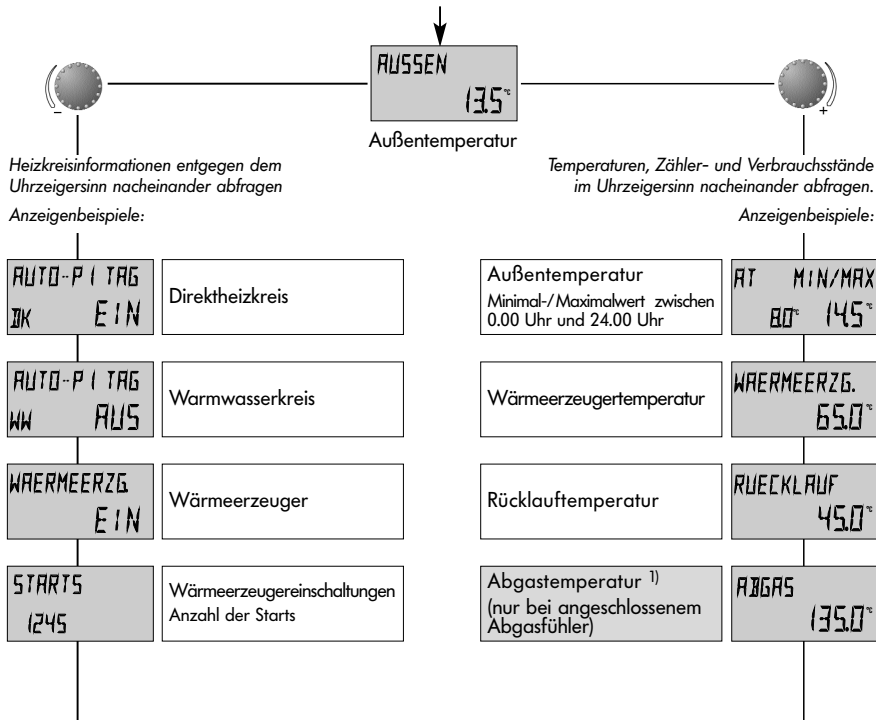 AUSSEN
13.5°C
Außentemperatur
−
+
Heizkreisinformationen entgegen dem
Uhrzeigersinn nacheinander abfragen
Anzeigenbeispiele:
AUTO-P1 TAG
DK EIN
Direktheizkreis
AUTO-P1 TAG
WW AUS
Warmwasserkreis
WAERMEERZG.
EIN
Wärmeerzeuger
STARTS
1245
Wärmeerzeugereinschaltungen
Anzahl der Starts
Temperaturen, Zähler- und Verbrauchsstände
im Uhrzeigersinn nacheinander abfragen.
Anzeigenbeispiele:
Außentemperatur
Minimal-/Maximalwert zwischen
0.00 Uhr und 24.00 Uhr
AT MIN/MAX
8.0°C 14.5°C
Wärmeerzeugertemperatur
WAERMEERZG.
65.0°C
Rücklauftemperatur
RUECKLAUF
45.0°C
Abgastemperatur 1)
(nur bei angeschlossenem
Abgasfühler)
ABGAS
135.0°C